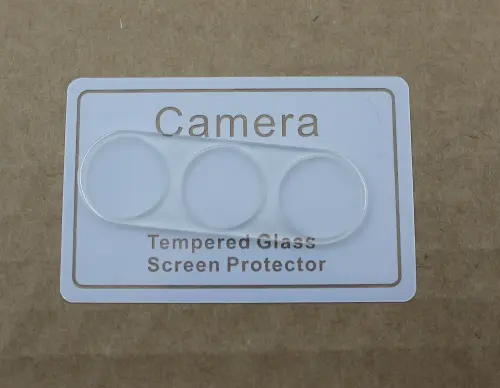 Camera
Tempered Glass
Screen Protector